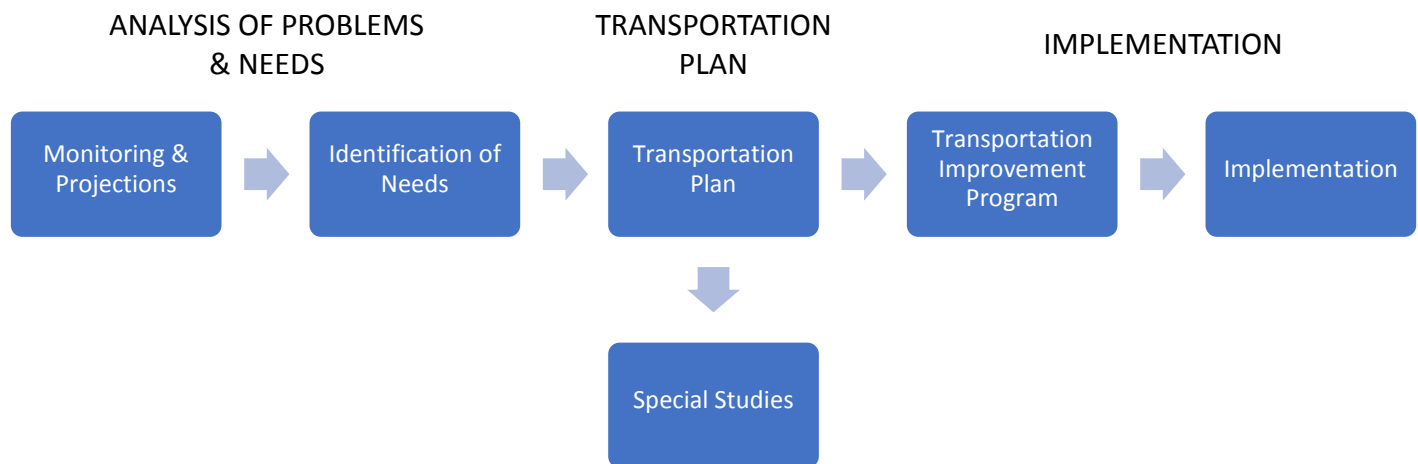 ANALYSIS OF PROBLEMS
& NEEDS
TRANSPORTATION
PLAN
IMPLEMENTATION
Monitoring &
Projections
Identification of
Needs
Transportation
Plan
Transportation
Improvement
Program
Implementation
Special Studies